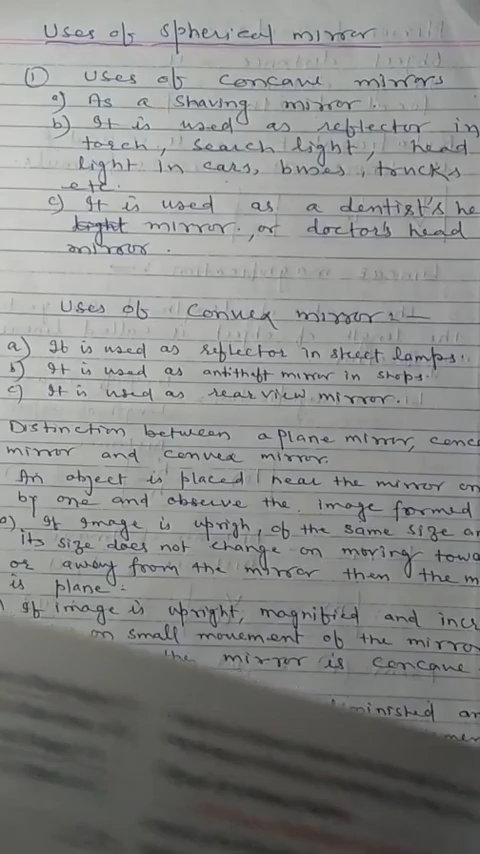 Uses of Spherical mirror
① Uses of concave mirrors
a) As a shaving mirror.
b) It is used as reflector in
torch, search light, head
light in cars, buses, trucks
etc.
c) It is used as a dentist's he
mirror, or doctor's head
mirror.
Uses of Convex mirror:-
a) It is used as reflector in street lamps.
b) It is used as antitheft mirror in shops.
c) It is used as rear view mirror.
Distinction between a plane mirror, conc
mirror and convex mirror.
An object is placed near the mirror on
by one and observe the image formed
a). If Image is uprigh, of the same size an
its size does not change on moving towa
or away from the mirror then the m
is plane.
If image is upright, magnified and incr
on small movement of the mirror
the mirror is concave
minished an